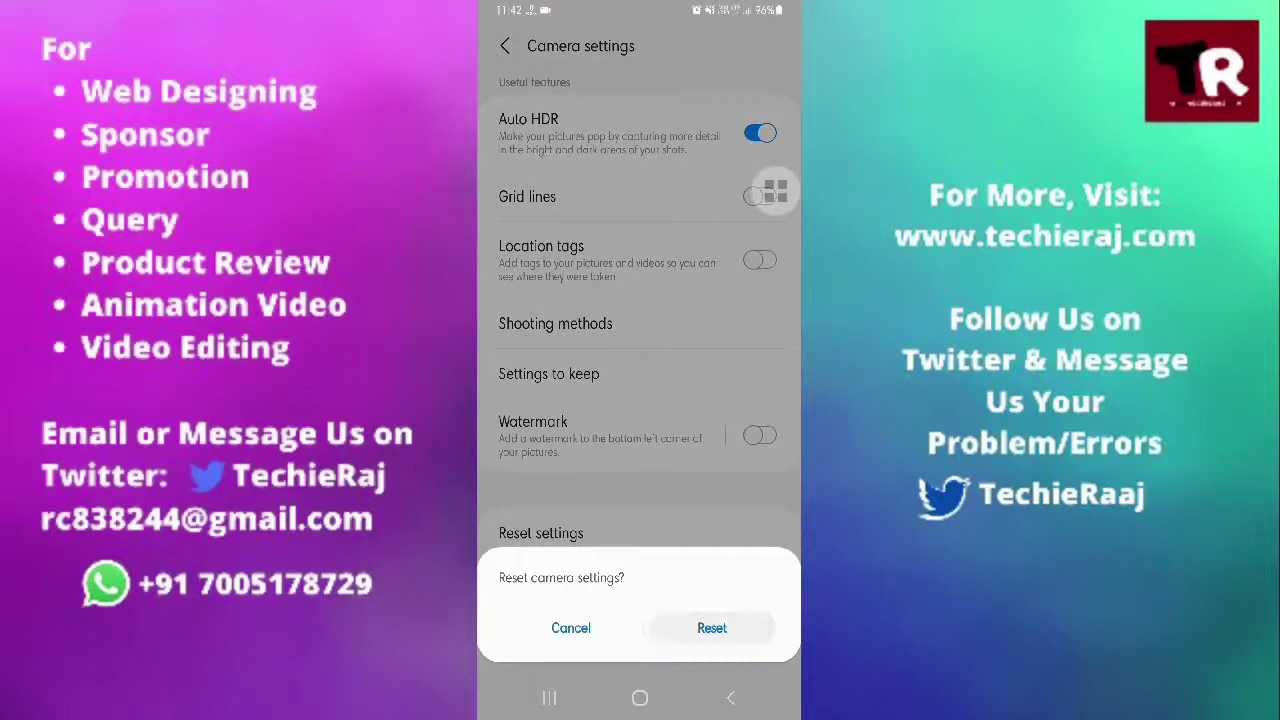 For
• Web Designing
• Sponsor
• Promotion
• Query
• Product Review
• Animation Video
• Video Editing
Email or Message Us on
Twitter: TechieRaj
rc838244@gmail.com
+91 7005178729
11:42
96%
Camera settings
Useful features
Auto HDR
Make your pictures pop by capturing more detail
in the bright and dark areas of your shots.
Grid lines
Location tags
Add tags to your pictures and videos so you can
see where they were taken
Shooting methods
Settings to keep
Watermark
Add a watermark to the bottom left corner of
your pictures.
Reset settings
Reset camera settings?
Cancel
Reset
TR
For More, Visit:
www.techieraj.com
Follow Us on
Twitter & Message
Us Your
Problem/Errors
TechieRaaj